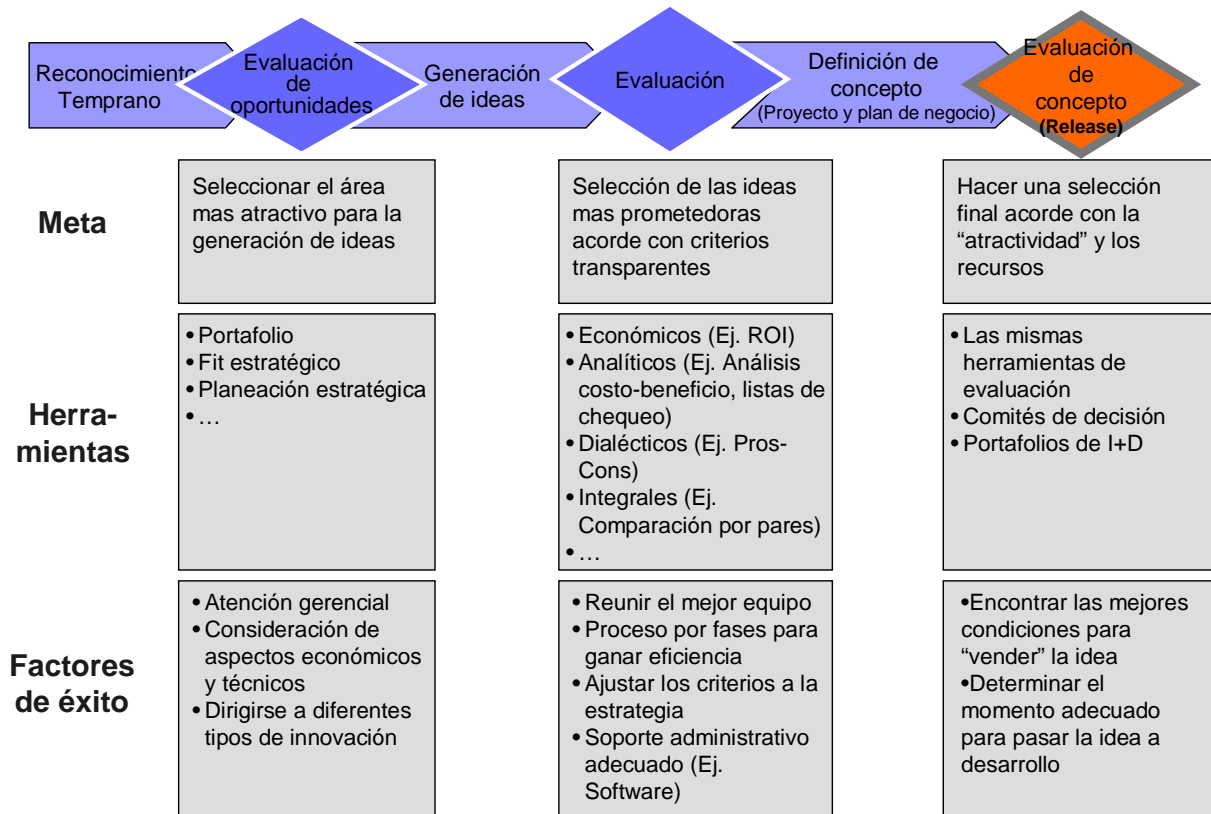 Reconocimiento
Temprano
Evaluación
de
oportunidades
Generación
de ideas
Evaluación
Definición de
concepto
(Proyecto y plan de negocio)
Evaluación
de
concepto
(Release)
Meta
Seleccionar el área
mas atractivo para la
generación de ideas
Selección de las ideas
mas prometedoras
acorde con criterios
transparentes
Hacer una selección
final acorde con la
“atractividad” y los
recursos
Herra-
mientas
• Portafolio
• Fit estratégico
• Planeación estratégica
• …
• Económicos (Ej. ROI)
• Analíticos (Ej. Análisis
costo-beneficio, listas de
chequeo)
• Dialécticos (Ej. Pros-
Cons)
• Integrales (Ej.
Comparación por pares)
• …
• Las mismas
herramientas de
evaluación
• Comités de decisión
• Portafolios de I+D
Factores
de éxito
• Atención gerencial
• Consideración de
aspectos económicos
y técnicos
• Dirigirse a diferentes
tipos de innovación
• Reunir el mejor equipo
• Proceso por fases para
ganar eficiencia
• Ajustar los criterios a la
estrategia
• Soporte administrativo
adecuado (Ej.
Software)
•Encontrar las mejores
condiciones para
“vender” la idea
•Determinar el
momento adecuado
para pasar la idea a
desarrollo